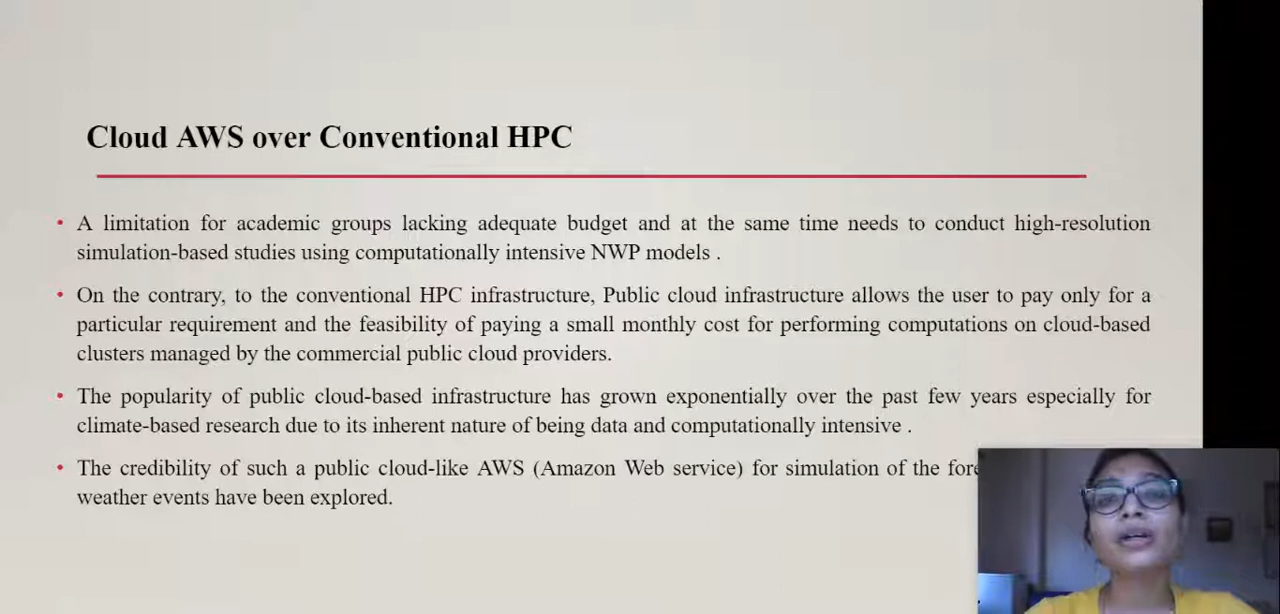 Cloud AWS over Conventional HPC
• A limitation for academic groups lacking adequate budget and at the same time needs to conduct high-resolution
simulation-based studies using computationally intensive NWP models .
• On the contrary, to the conventional HPC infrastructure, Public cloud infrastructure allows the user to pay only for a
particular requirement and the feasibility of paying a small monthly cost for performing computations on cloud-based
clusters managed by the commercial public cloud providers.
• The popularity of public cloud-based infrastructure has grown exponentially over the past few years especially for
climate-based research due to its inherent nature of being data and computationally intensive .
• The credibility of such a public cloud-like AWS (Amazon Web service) for simulation of the
weather events have been explored.